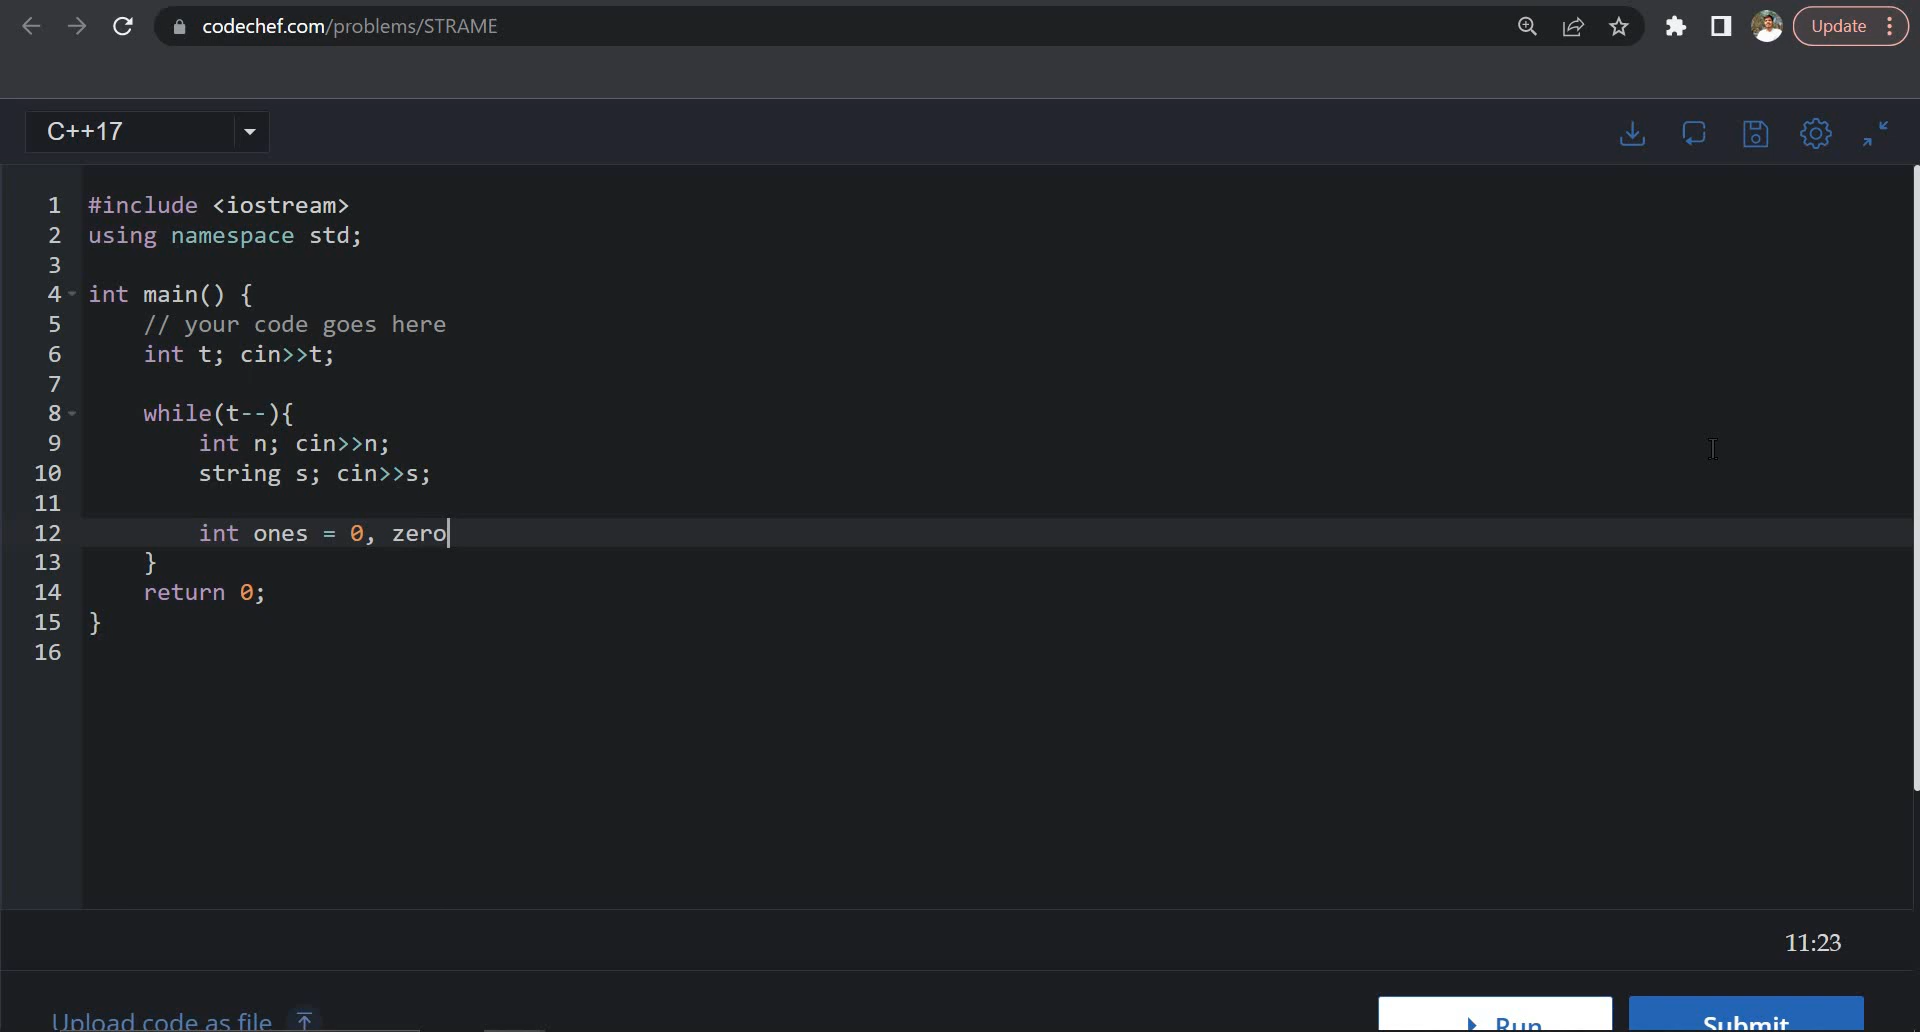 codechef.com/problems/STRAME
Update
C++17
1 #include <iostream>
2 using namespace std;
3
4 int main() {
5 // your code goes here
6 int t; cin>>t;
7
8 while(t--){
9 int n; cin>>n;
10 string s; cin>>s;
11
12 int ones = 0, zero
13 }
14 return 0;
15 }
16
11:23
Upload code as file
Run
Submit